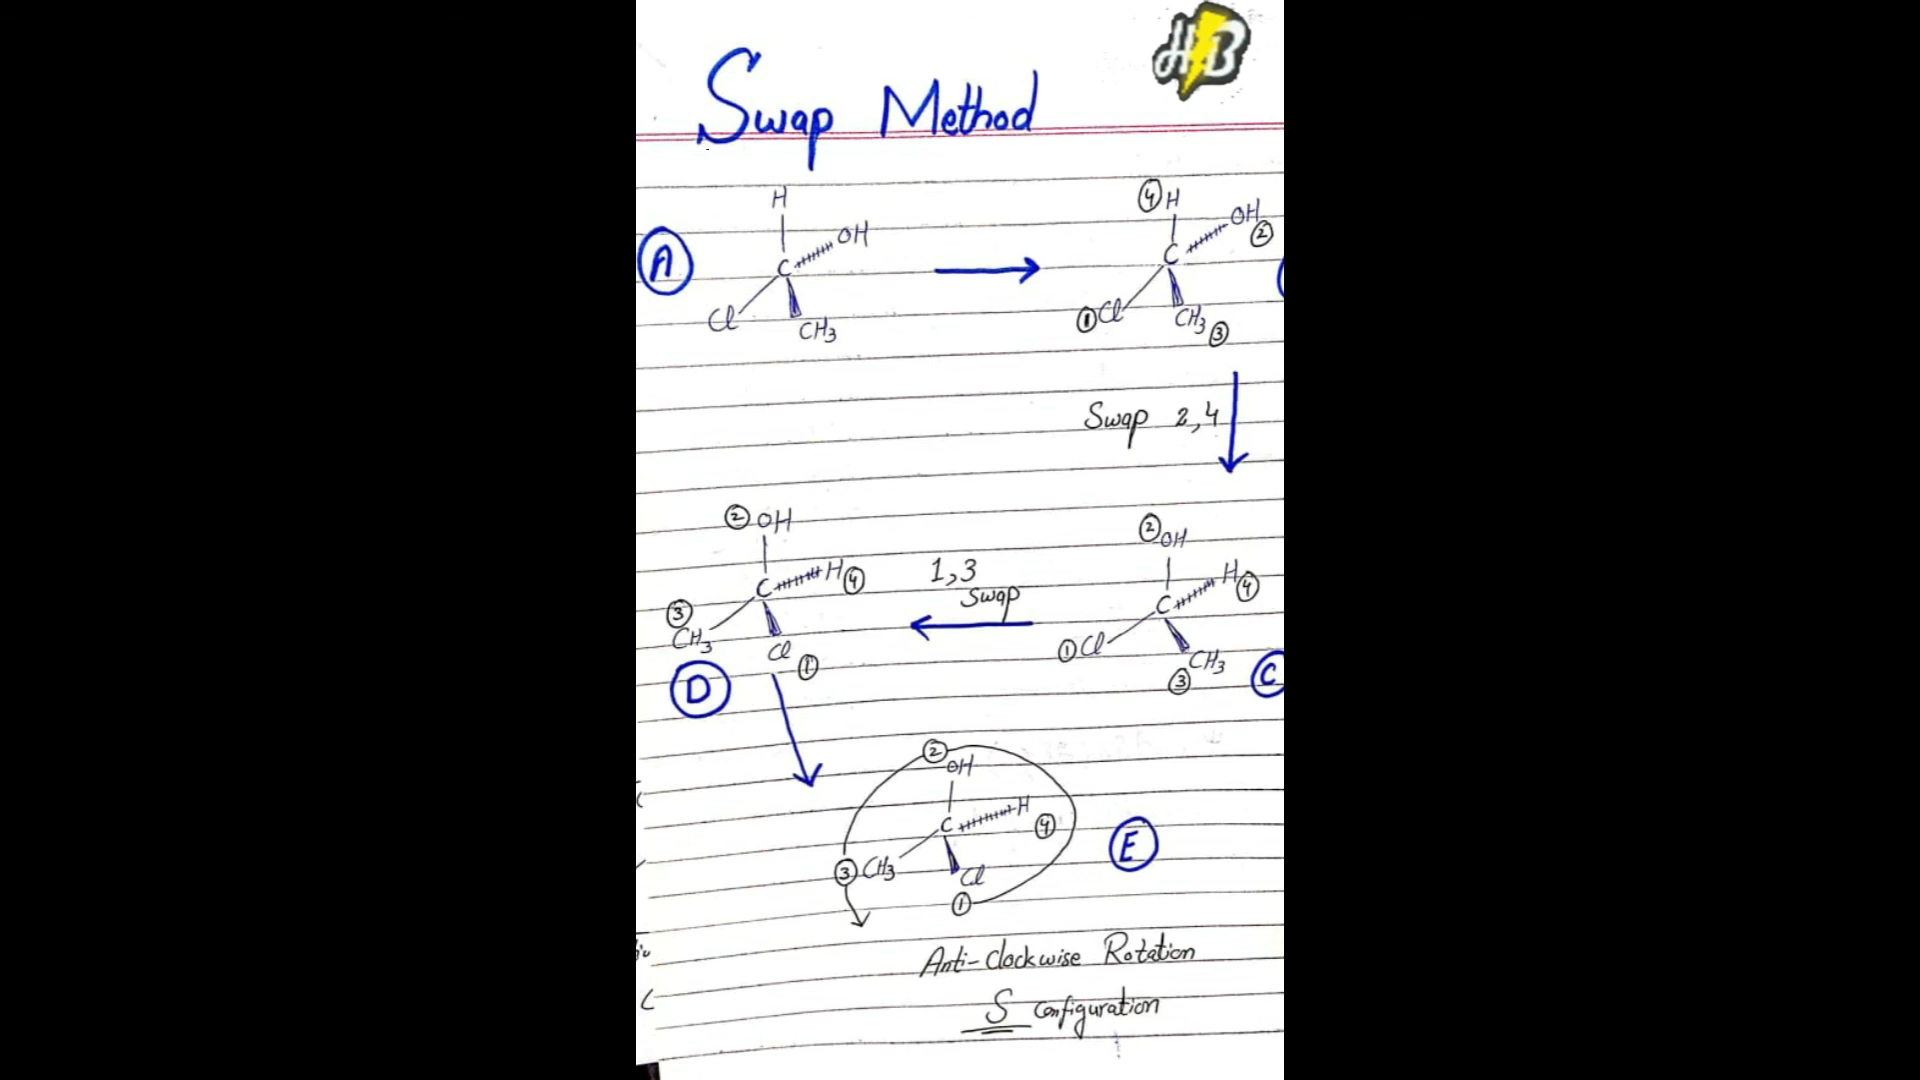 HB
Swap Method
H
OH
A
C
Cl
CH3
④ H
OH
②
C
① Cl
CH3 ③
Swap 2,4
② OH
C
H ④
③
CH3
Cl ①
D
1,3
Swap
②
OH
H ④
C
① Cl
CH3
③
C
②
OH
H
C
④
③ CH3
Cl
①
E
Anti-Clockwise Rotation
S Configuration